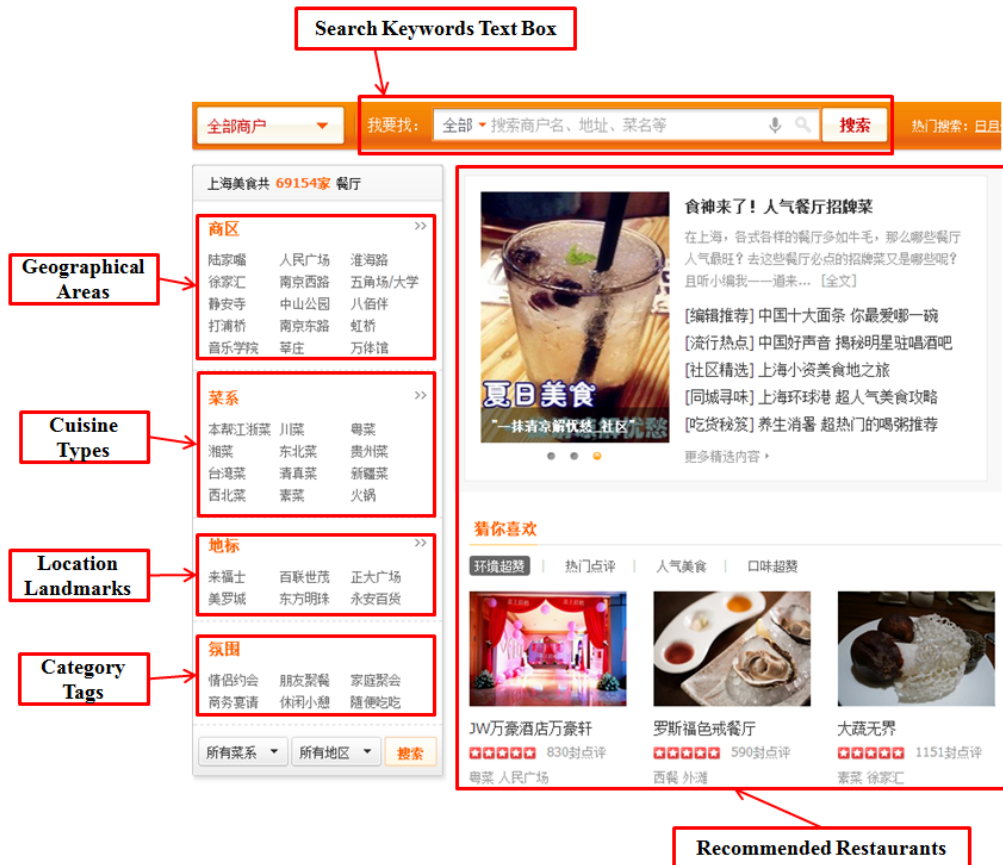 Search Keywords Text Box
全部商户
我要找：
全部 搜索商户名、地址、菜名等
搜索
热门搜索：日月
上海美食共 69154家 餐厅
Geographical
Areas
商区 >>
陆家嘴 人民广场 淮海路
徐家汇 南京西路 五角场/大学
静安寺 中山公园 八佰伴
打浦桥 南京东路 虹桥
音乐学院 莘庄 万体馆
Cuisine
Types
菜系 >>
本帮江浙菜 川菜 粤菜
湘菜 东北菜 贵州菜
台湾菜 清真菜 新疆菜
西北菜 素菜 火锅
Location
Landmarks
地标 >>
来福士 百联世茂 正大广场
美罗城 东方明珠 永安百货
Category
Tags
氛围
情侣约会 朋友聚餐 家庭聚会
商务宴请 休闲小憩 随便吃吃
所有菜系 所有地区 搜索
夏日美食
“一抹清凉解忧愁_社区”
食神来了！人气餐厅招牌菜
在上海，各式各样的餐厅多如牛毛，那么哪些餐厅
人气最旺？去这些餐厅必点的招牌菜又是哪些呢？
且听小编我——道来... [全文]
[编辑推荐] 中国十大面条 你最爱哪一碗
[流行热点] 中国好声音 揭秘明星驻唱酒吧
[社区精选] 上海小资美食地之旅
[同城寻味] 上海环球港 超人气美食攻略
[吃货秘笈] 养生消暑 超热门的喝粥推荐
更多精选内容
猜你喜欢
环境超赞 | 热门点评 | 人气美食 | 口味超赞
JW万豪酒店万豪轩
830封点评
粤菜 人民广场
罗斯福色戒餐厅
590封点评
西餐 外滩
大蔬无界
1151封点评
素菜 徐家汇
Recommended Restaurants